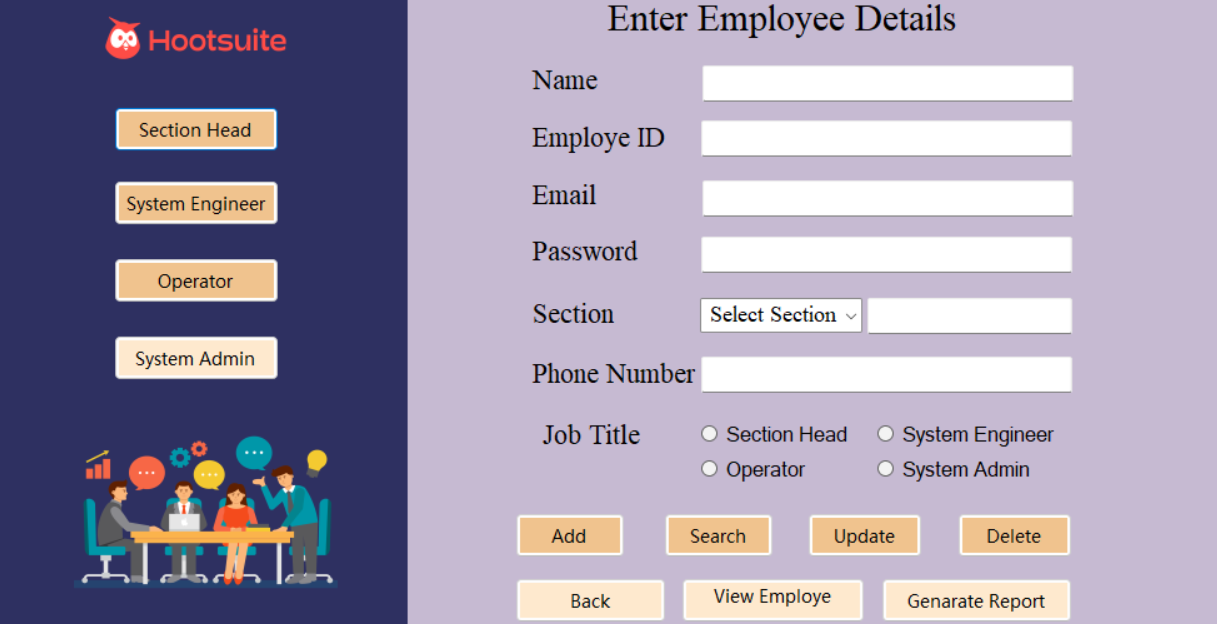 Hootsuite
Section Head
System Engineer
Operator
System Admin
Enter Employee Details
Name
Employe ID
Email
Password
Section Select Section
Phone Number
Job Title Section Head System Engineer
Operator System Admin
Add Search Update Delete
Back View Employe Genarate Report